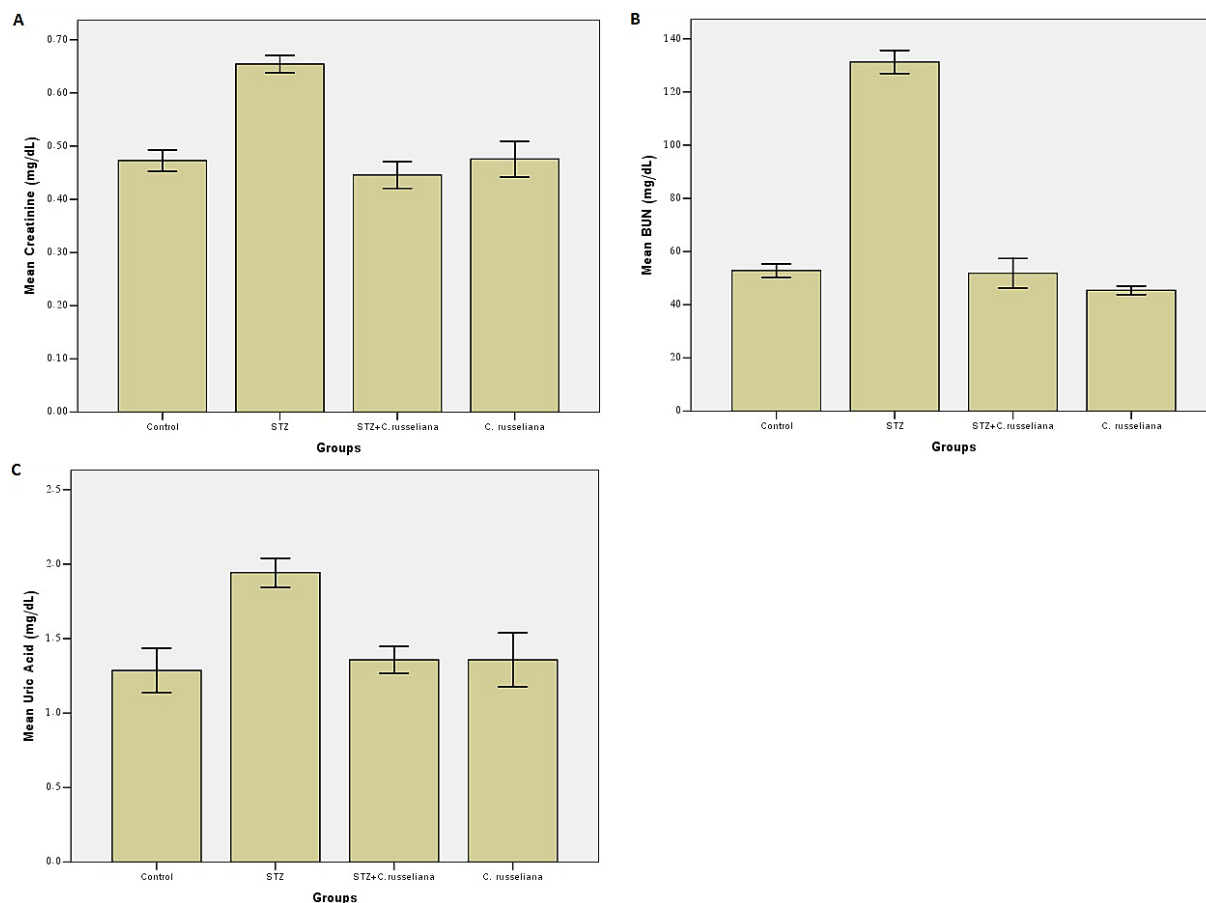 A
Mean Creatinine (mg/dL)
0.70
0.60
0.50
0.40
0.30
0.20
0.10
0.00
Control STZ STZ+C.russeliana C. russeliana
Groups
B
Mean BUN (mg/dL)
140
120
100
80
60
40
20
0
Control STZ STZ+C.russeliana C. russeliana
Groups
C
Mean Uric Acid (mg/dL)
2.5
2.0
1.5
1.0
0.5
0.0
Control STZ STZ+C.russeliana C. russeliana
Groups